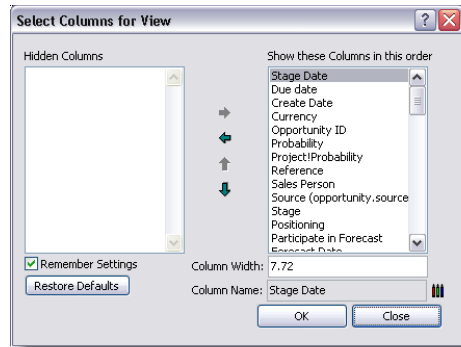 Select Columns for View
Hidden Columns
Show these Columns in this order
Stage Date
Due date
Create Date
Currency
Opportunity ID
Probability
Project!Probability
Reference
Sales Person
Source (opportunity.source
Stage
Positioning
Participate in Forecast
Forecast Date
Remember Settings
Column Width: 7.72
Restore Defaults
Column Name: Stage Date
OK
Close